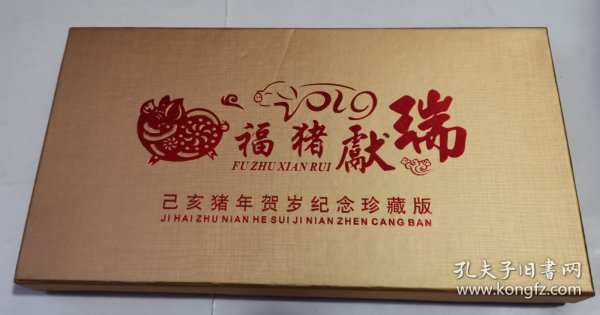 2019
福猪獻瑞
FU ZHU XIAN RUI
己亥猪年贺岁纪念珍藏版
JI HAI ZHU NIAN HE SUI JI NIAN ZHEN CANG BAN
孔夫子旧书网
www.kongfz.com